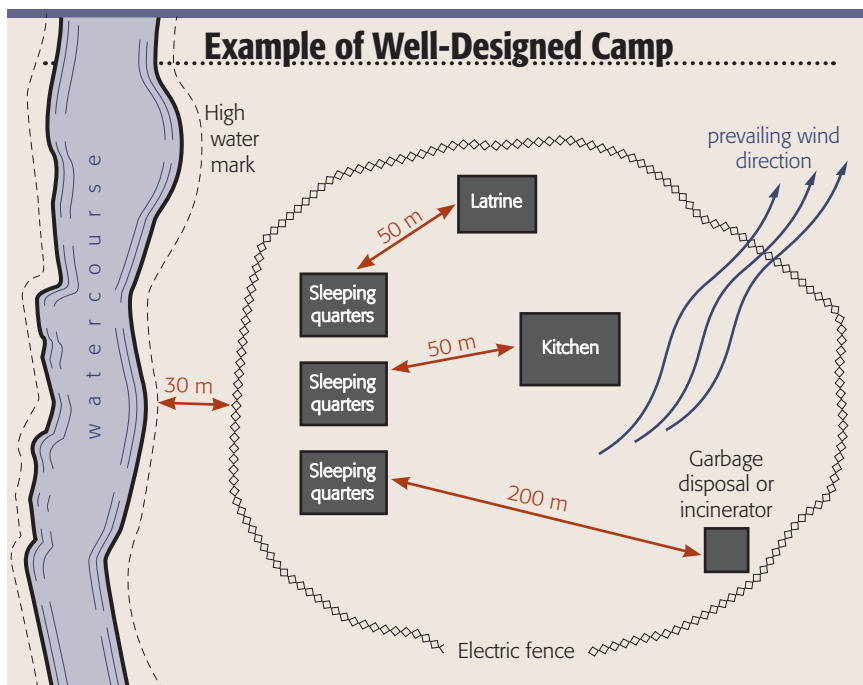 Example of Well-Designed Camp
High
water
mark
watercourse
prevailing wind
direction
Latrine
50 m
Sleeping
quarters
50 m
Kitchen
Sleeping
quarters
30 m
Sleeping
quarters
200 m
Garbage
disposal or
incinerator
Electric fence